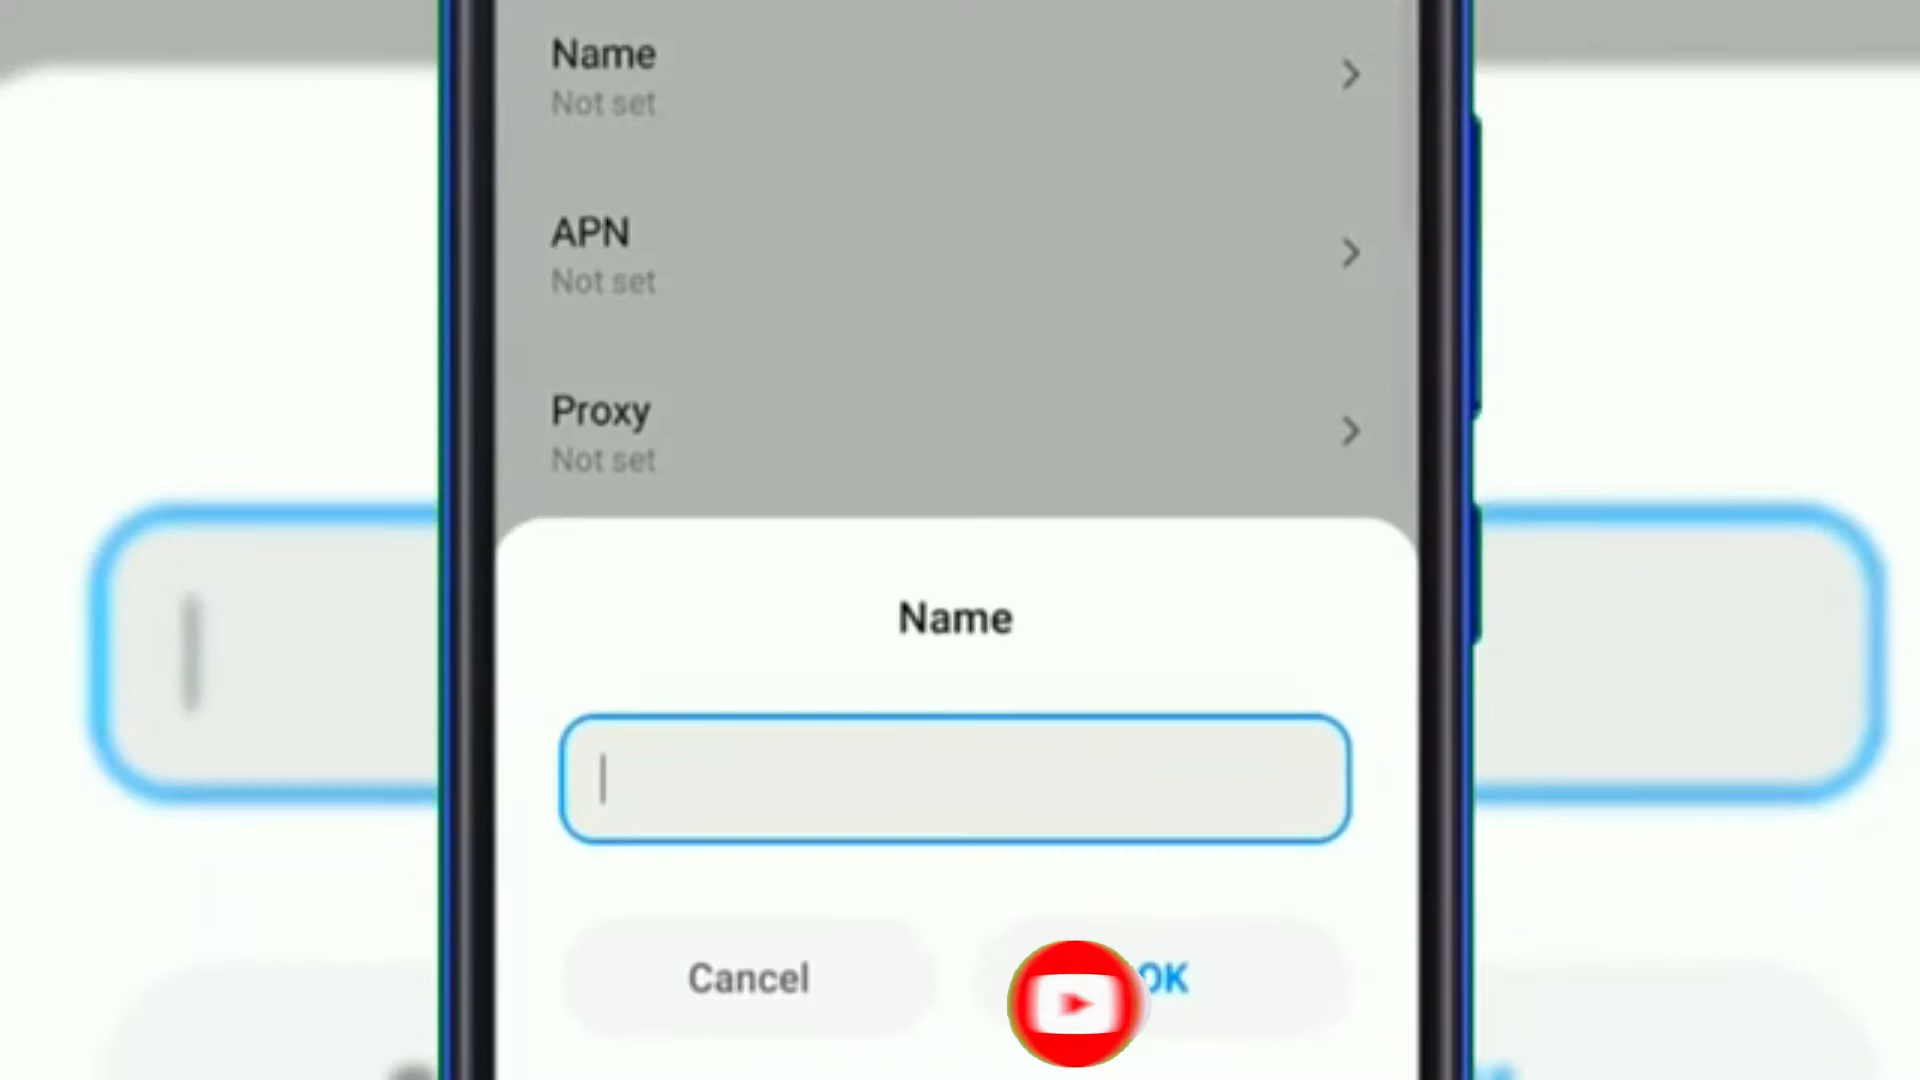 Name
Not set
APN
Not set
Proxy
Not set
Name
Cancel
OK